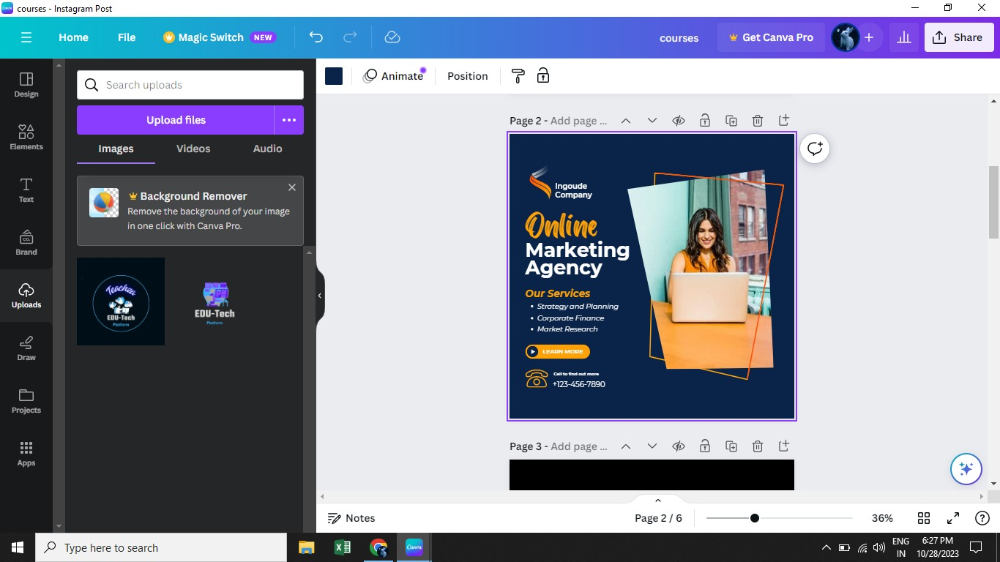 courses - Instagram Post
Home
File
Magic Switch
NEW
courses
Get Canva Pro
Share
Design
Elements
Text
CO.
Brand
Uploads
Draw
Projects
Apps
Search uploads
Upload files
Images
Videos
Audio
Background Remover
Remove the background of your image
in one click with Canva Pro.
Teachza
EDU-Tech
Platform
EDU-Tech
Platform
Animate
Position
Page 2 - Add page ...
Ingoude
Company
Online
Marketing
Agency
Our Services
• Strategy and Planning
• Corporate Finance
• Market Research
LEARN MORE
Call to find out more
+123-456-7890
Page 3 - Add page ...
Notes
Page 2 / 6
36%
Type here to search
Canva
ENG
IN
6:27 PM
10/28/2023